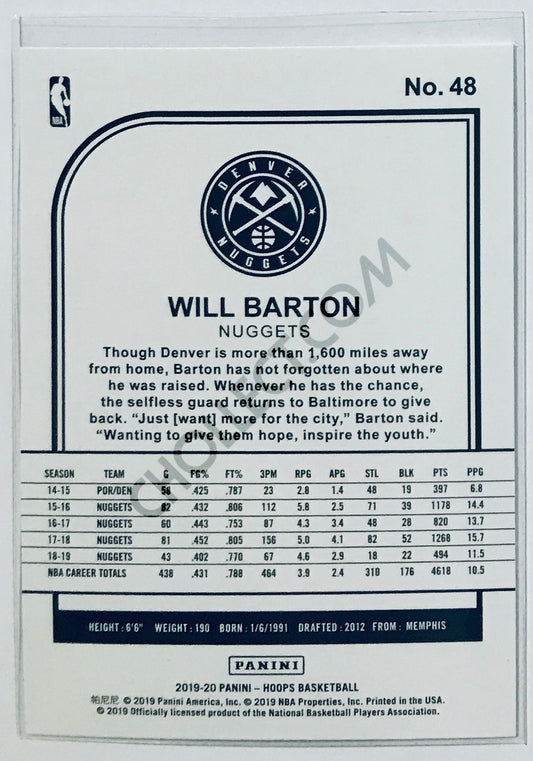 No. 48
NBA
DENVER
NUGGETS
WILL BARTON
NUGGETS
Though Denver is more than 1,600 miles away
from home, Barton has not forgotten about where
he was raised. Whenever he has the chance,
the selfless guard returns to Baltimore to give
back. “Just [want] more for the city,” Barton said.
“Wanting to give them hope, inspire the youth.”
CHOLLECT.COM
SEASON TEAM G FG% FT% 3PM RPG APG STL BLK PTS PPG
14-15 POR/DEN 58 .425 .787 23 2.8 1.4 48 19 397 6.8
15-16 NUGGETS 82 .432 .806 112 5.8 2.5 71 39 1178 14.4
16-17 NUGGETS 60 .443 .753 87 4.3 3.4 48 28 820 13.7
17-18 NUGGETS 81 .452 .805 156 5.0 4.1 82 52 1268 15.7
18-19 NUGGETS 43 .402 .770 67 4.6 2.9 18 22 494 11.5
NBA CAREER TOTALS 438 .431 .788 464 3.9 2.4 310 176 4618 10.5
HEIGHT : 6'6" WEIGHT : 190 BORN : 1/6/1991 DRAFTED : 2012 FROM : MEMPHIS
PANINI
2019-20 PANINI – HOOPS BASKETBALL
帕尼尼 © 2019 Panini America, Inc. © 2019 NBA Properties, Inc. Printed in the USA.
© 2019 Officially licensed product of the National Basketball Players Association.